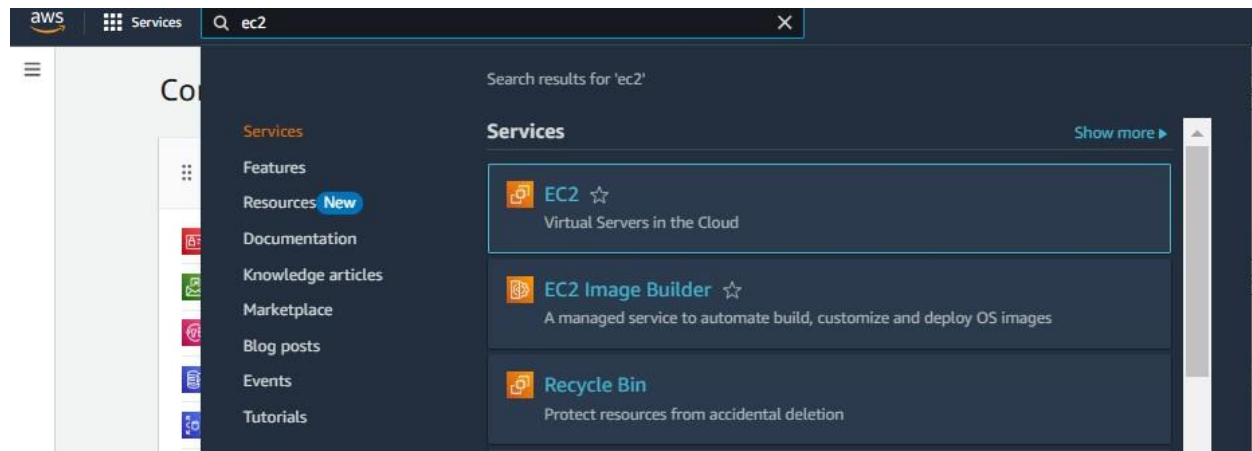 aws
Services
ec2
Search results for 'ec2'
Services
Features
Resources New
Documentation
Knowledge articles
Marketplace
Blog posts
Events
Tutorials
Services
Show more
EC2
Virtual Servers in the Cloud
EC2 Image Builder
A managed service to automate build, customize and deploy OS images
Recycle Bin
Protect resources from accidental deletion